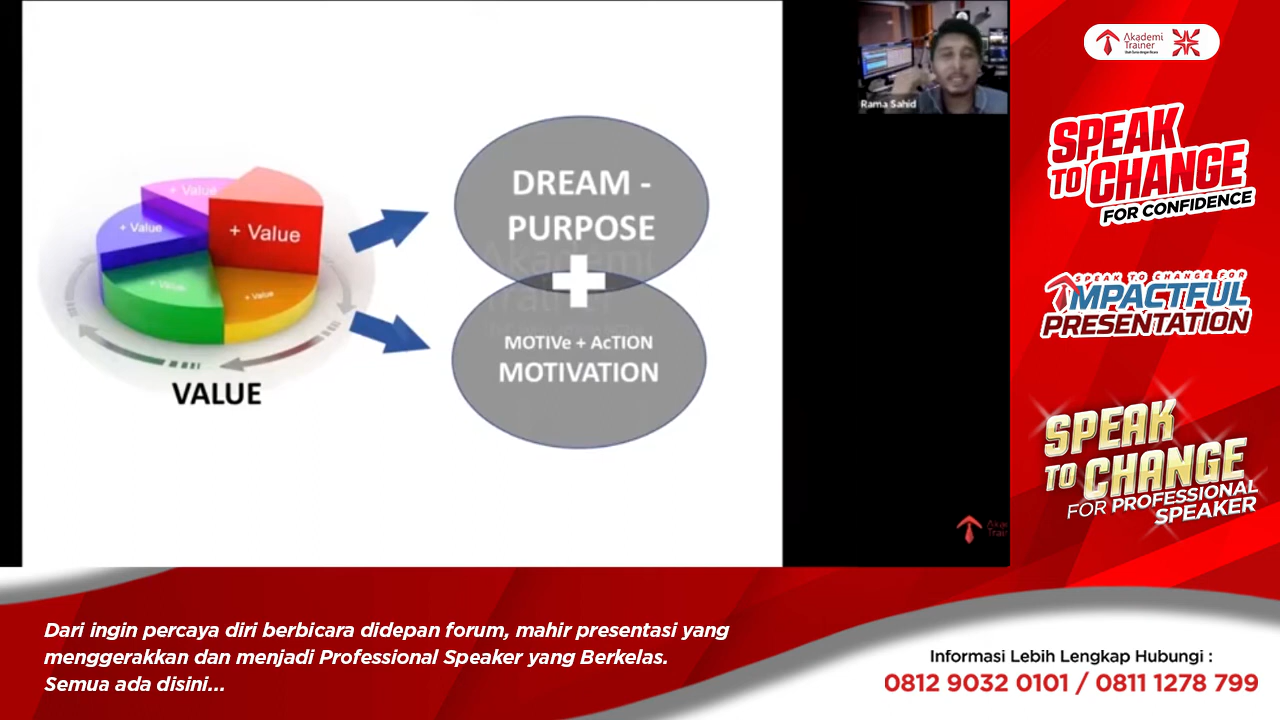 + Value
+ Value
+ Value
+ Value
+ Value
VALUE
DREAM -
PURPOSE
MOTIVe + AcTION
MOTIVATION
Akademi
Trainer
Rama Sahid
Akademi
Trainer
SPEAK
TO CHANGE
FOR CONFIDENCE
SPEAK TO CHANGE FOR
IMPACTFUL
PRESENTATION
SPEAK
TO CHANGE
FOR PROFESSIONAL
SPEAKER
Dari ingin percaya diri berbicara didepan forum, mahir presentasi yang
menggerakkan dan menjadi Professional Speaker yang Berkelas.
Semua ada disini...
Informasi Lebih Lengkap Hubungi :
0812 9032 0101 / 0811 1278 799